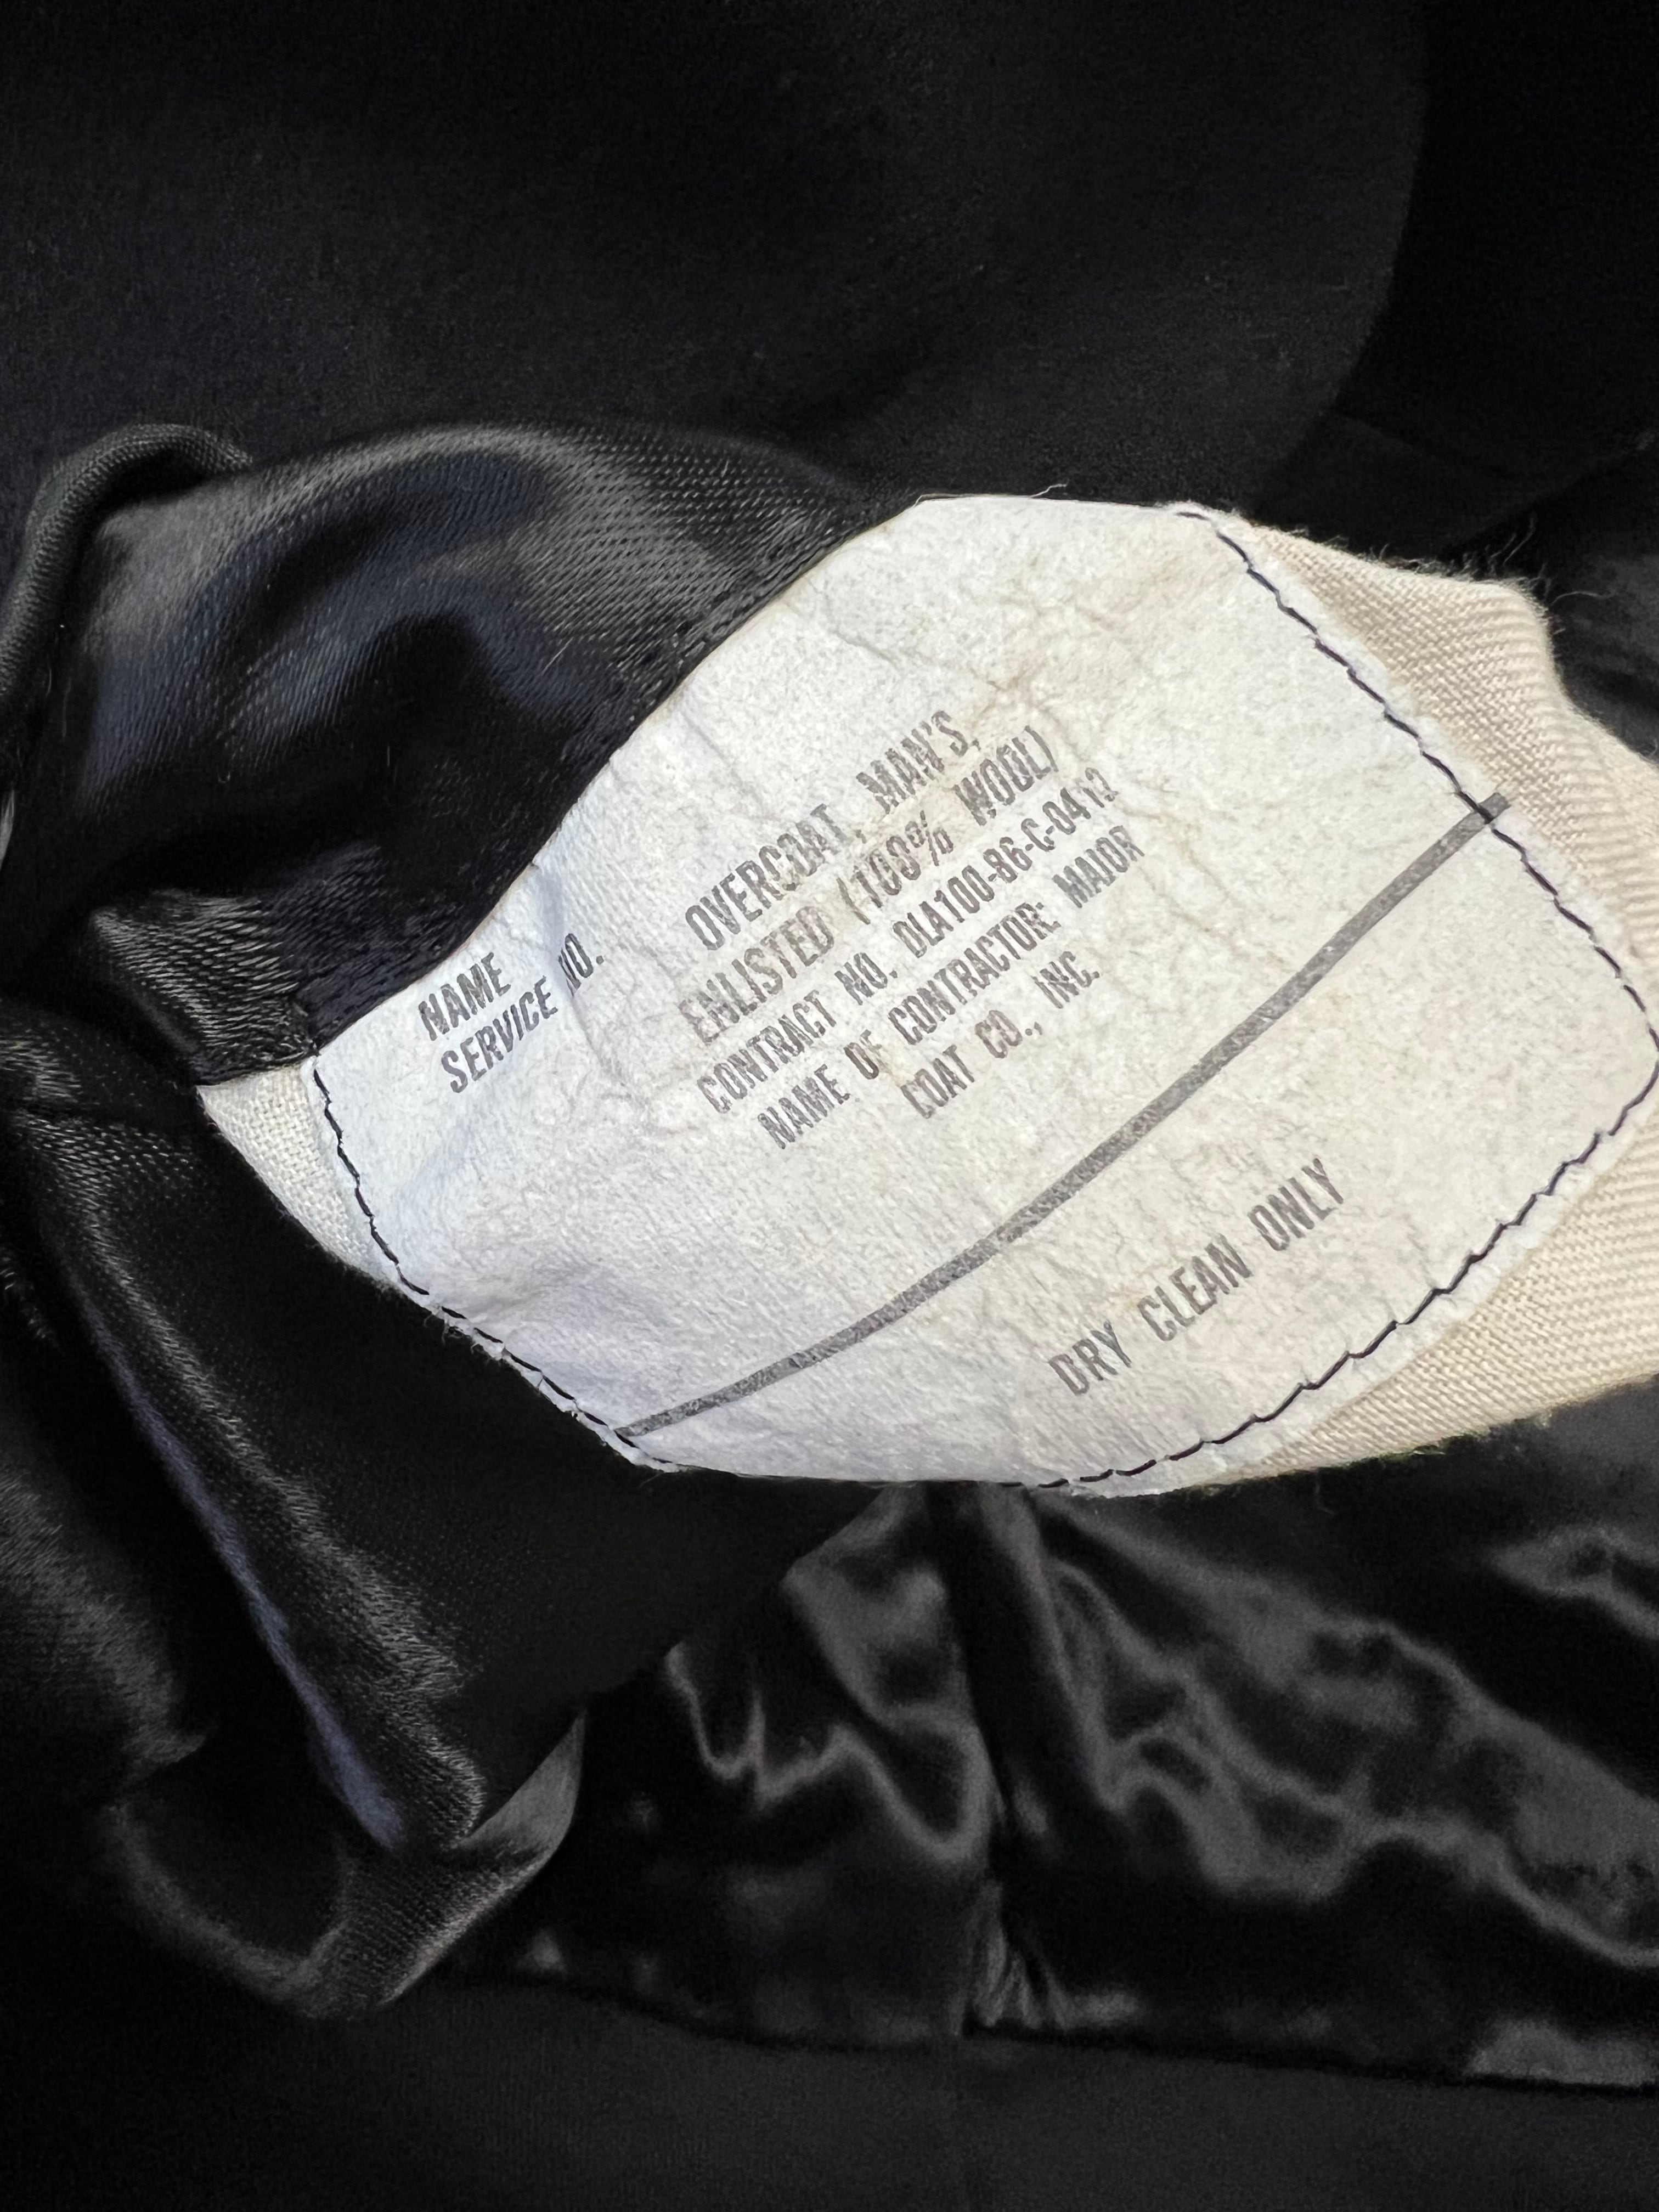 NAME
SERVICE NO.
OVERCOAT, MAN'S,
ENLISTED (100% WOOL)
CONTRACT NO. DLA100-86-C-0412
NAME OF CONTRACTOR: MAJOR
COAT CO., INC.
DRY CLEAN ONLY